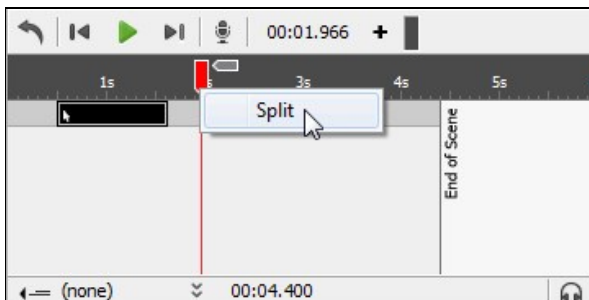 00:01.966
1s
s
3s
4s
5s
Split
End of Scene
(none)
00:04.400